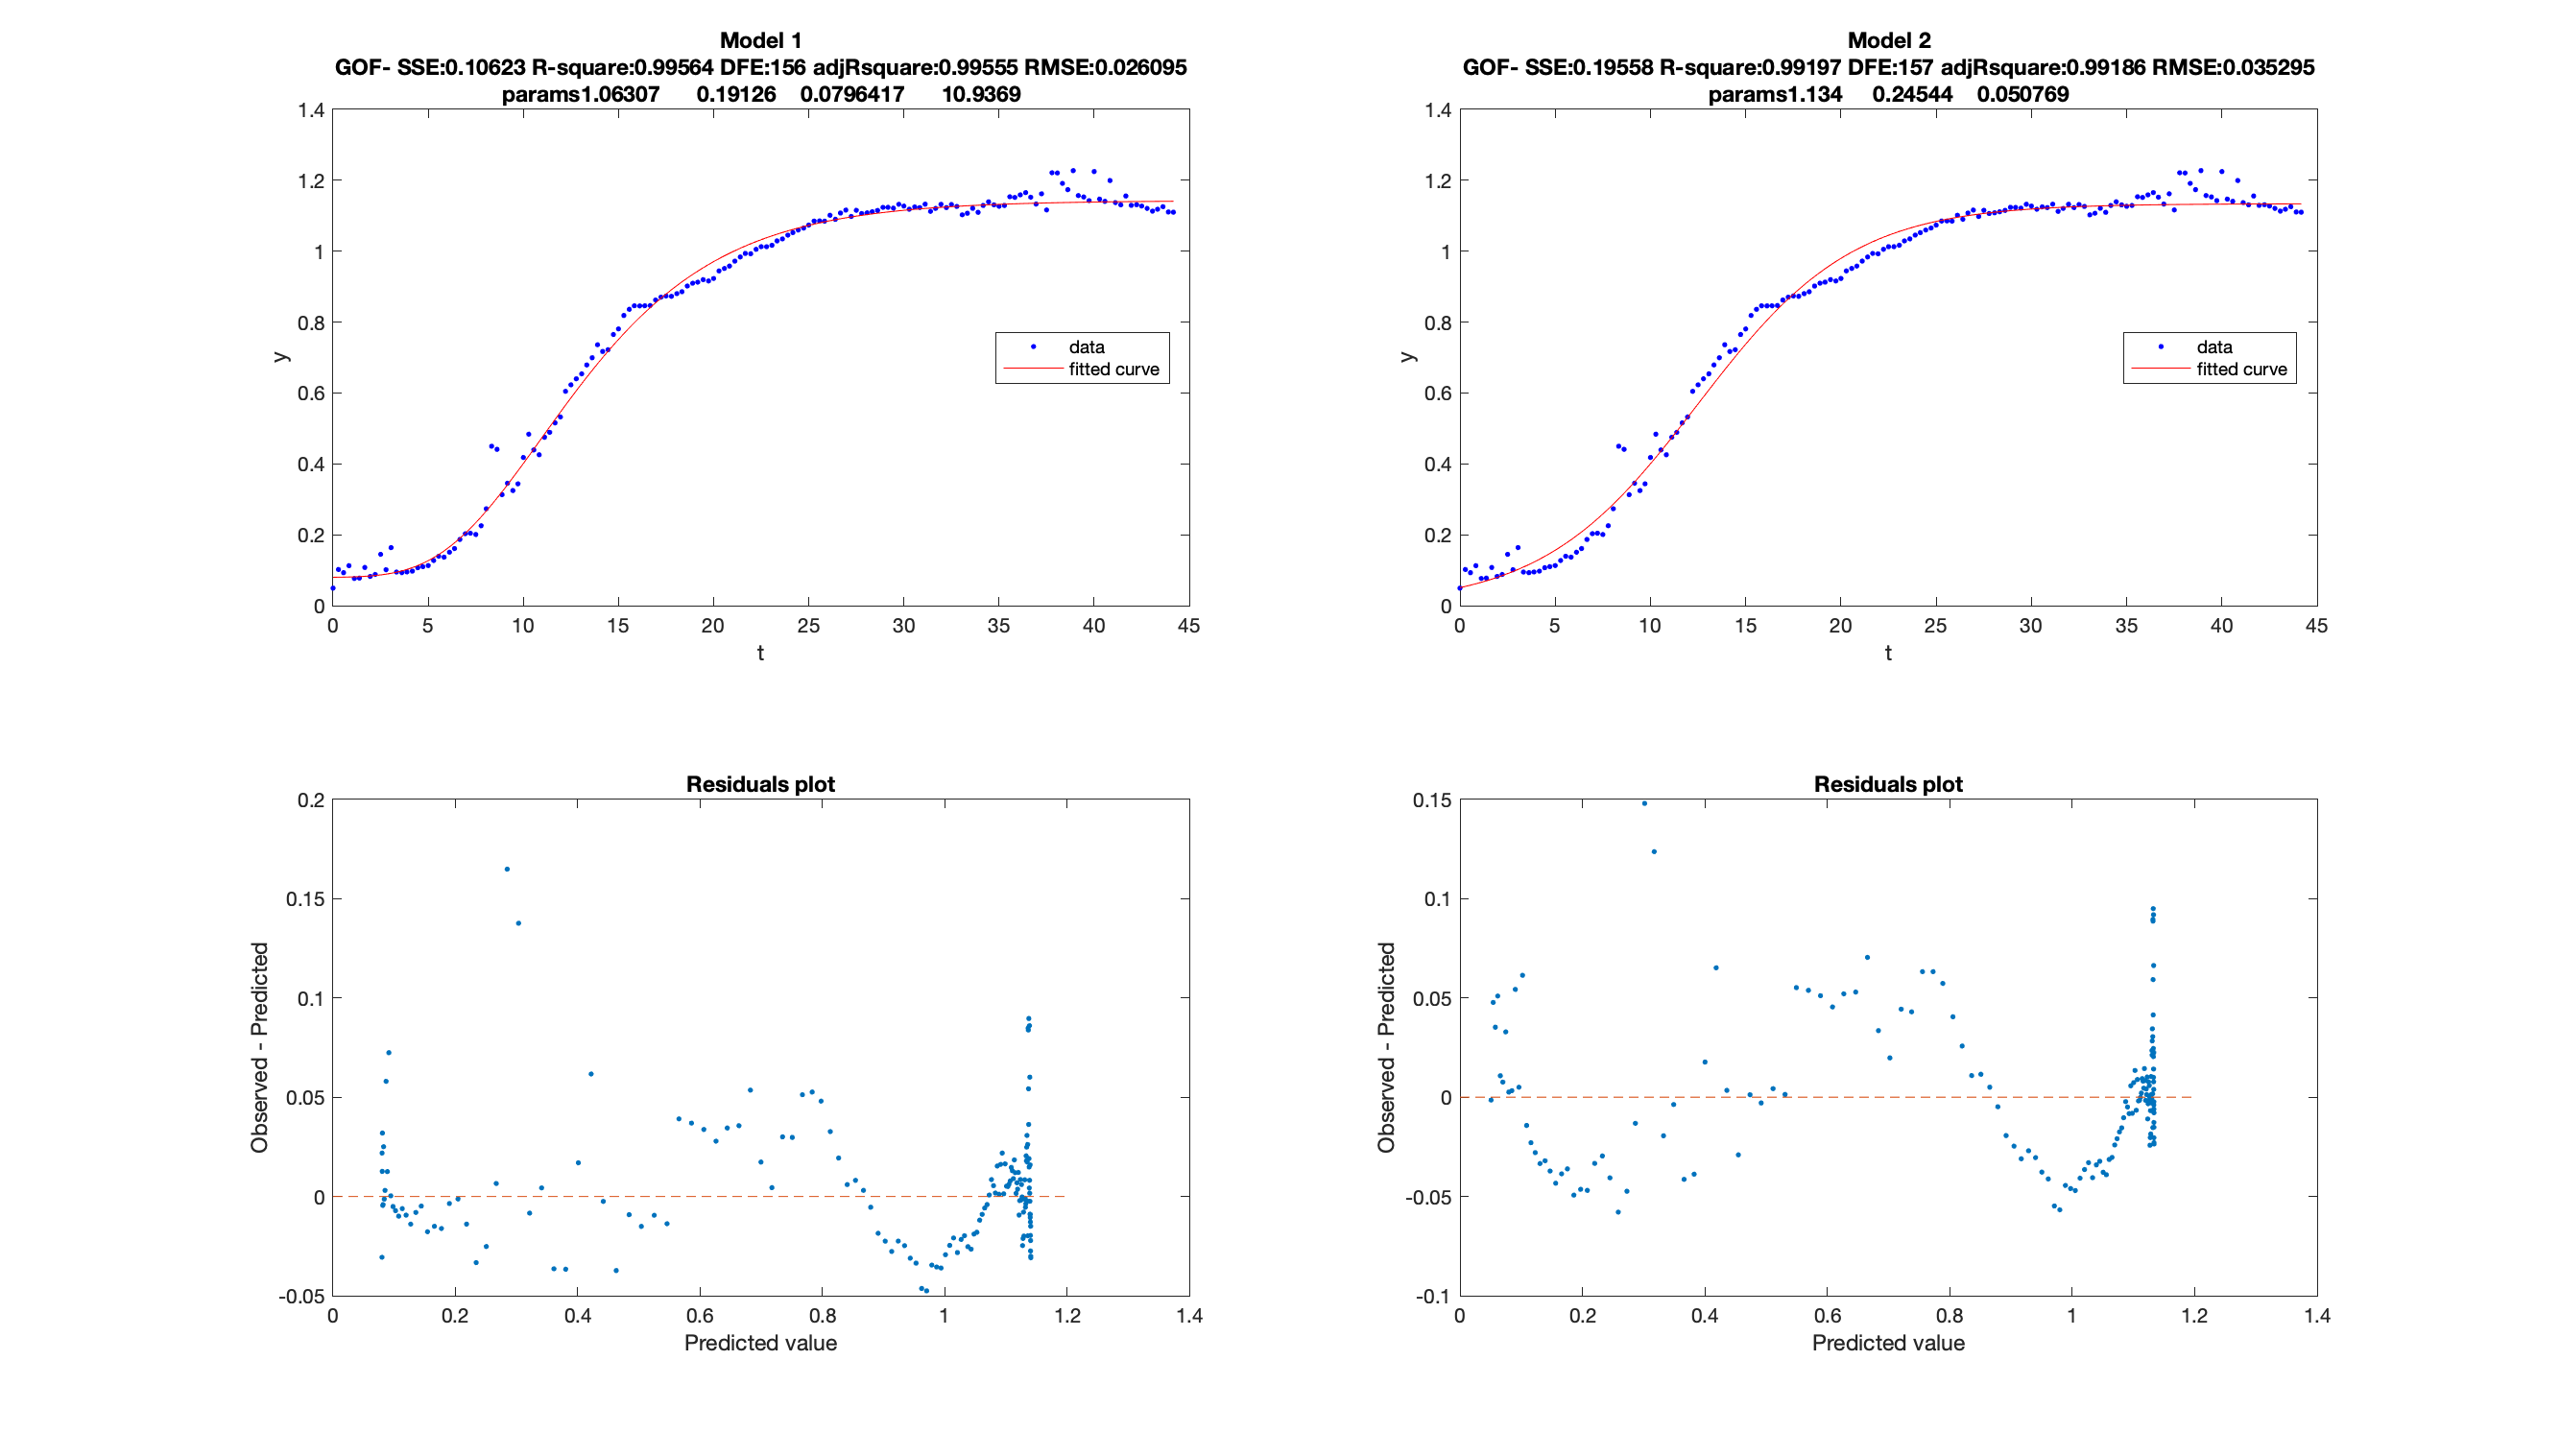 Model 1
GOF- SSE:0.10623 R-square:0.99564 DFE:156 adjRsquare:0.99555 RMSE:0.026095
params1.06307 0.19126 0.0796417 10.9369
1.4
1.2
1
0.8
0.6
0.4
0.2
0
y
data
fitted curve
0 5 10 15 20 25 30 35 40 45
t
Model 2
GOF- SSE:0.19558 R-square:0.99197 DFE:157 adjRsquare:0.99186 RMSE:0.035295
params1.134 0.24544 0.050769
1.4
1.2
1
0.8
0.6
0.4
0.2
0
y
data
fitted curve
0 5 10 15 20 25 30 35 40 45
t
Residuals plot
0.2
0.15
0.1
0.05
0
-0.05
Observed - Predicted
0 0.2 0.4 0.6 0.8 1 1.2 1.4
Predicted value
Residuals plot
0.15
0.1
0.05
0
-0.05
-0.1
Observed - Predicted
0 0.2 0.4 0.6 0.8 1 1.2 1.4
Predicted value